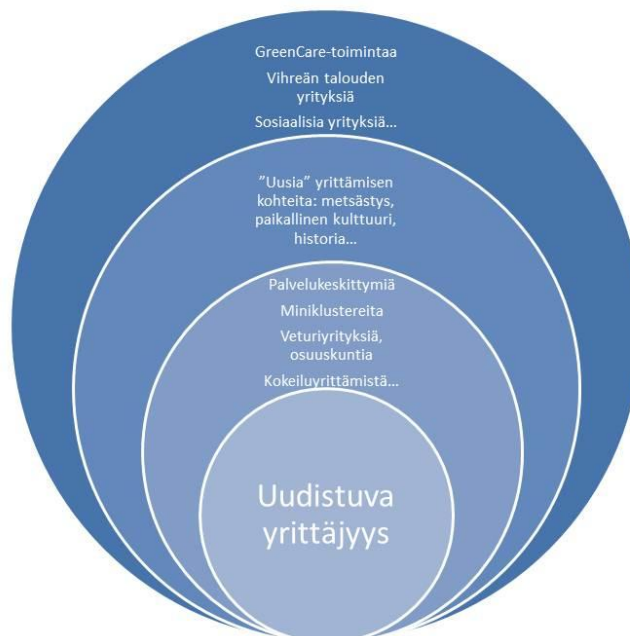 GreenCare-toimintaa
Vihreän talouden
yrityksiä
Sosiaalisia yrityksiä...
”Uusia” yrittämisen
kohteita: metsästys,
paikallinen kulttuuri,
historia...
Palvelukeskittymiä
Miniklustereita
Veturiyrityksiä,
osuuskuntia
Kokeiluyrittämistä...
Uudistuva
yrittäjyys